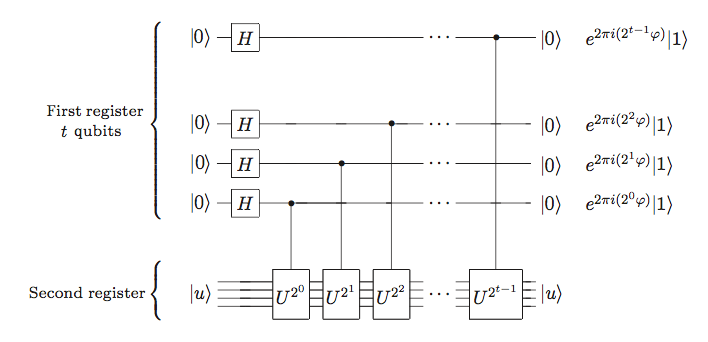 |0⟩ H ··· |0⟩ e^{2πi(2^{t−1}φ)}|1⟩
First register
t qubits
|0⟩ H ··· |0⟩ e^{2πi(2^2φ)}|1⟩
|0⟩ H ··· |0⟩ e^{2πi(2^1φ)}|1⟩
|0⟩ H ··· |0⟩ e^{2πi(2^0φ)}|1⟩
Second register |u⟩ U^{2^0} U^{2^1} U^{2^2} ··· U^{2^{t−1}} |u⟩